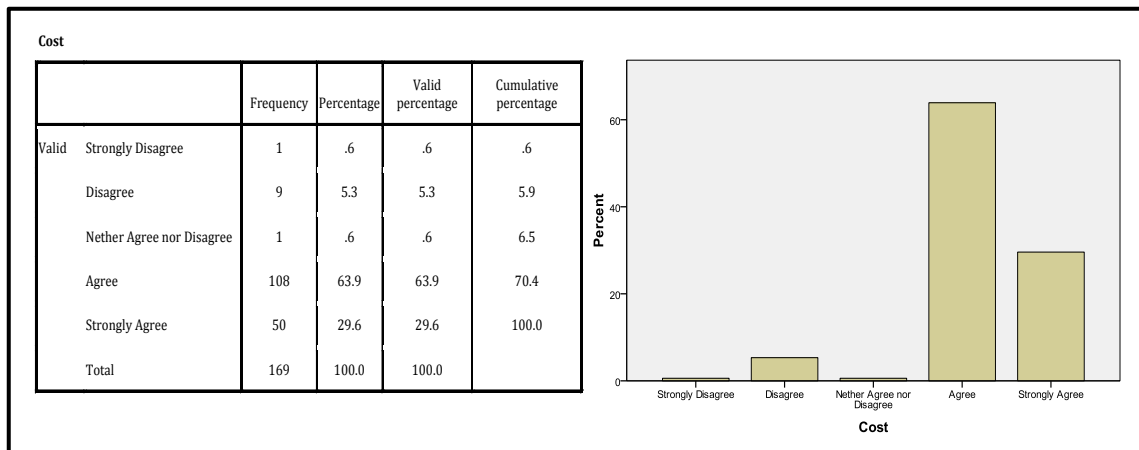 Cost
Frequency Percentage Valid percentage Cumulative percentage
Valid Strongly Disagree 1 .6 .6 .6
Disagree 9 5.3 5.3 5.9
Nether Agree nor Disagree 1 .6 .6 6.5
Agree 108 63.9 63.9 70.4
Strongly Agree 50 29.6 29.6 100.0
Total 169 100.0 100.0
Percent
60
40
20
0
Strongly Disagree Disagree Nether Agree nor Disagree Agree Strongly Agree
Cost